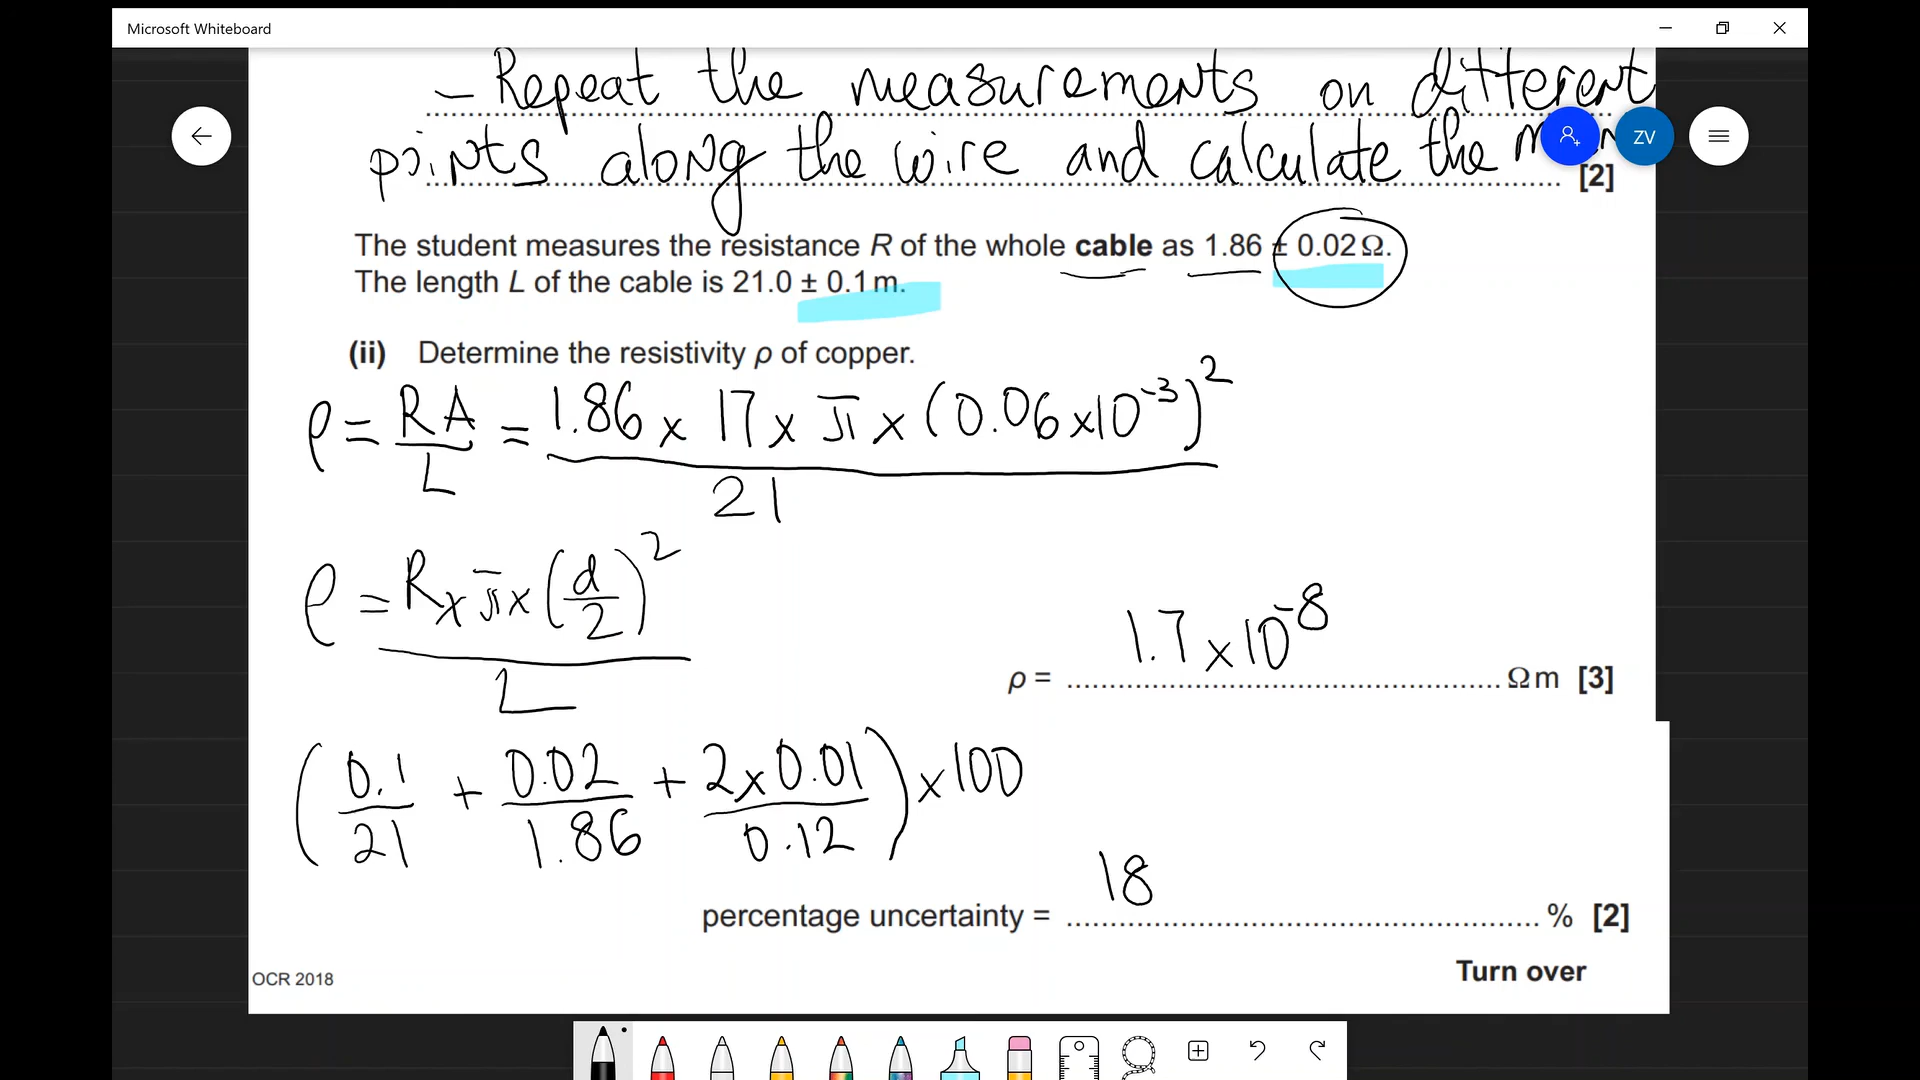 Microsoft Whiteboard
– Repeat the measurements on different
points along the wire and calculate the
ZV
[2]
The student measures the resistance R of the whole cable as 1.86 ± 0.02 Ω.
The length L of the cable is 21.0 ± 0.1 m.
(ii) Determine the resistivity ρ of copper.
ρ = RA/L = 1.86 × 17 × π × (0.06 × 10⁻³)² / 21
ρ = R × π × (d/2)² / L
1.7 × 10⁻⁸
ρ = ........ Ω m [3]
(0.1/21 + 0.02/1.86 + 2 × 0.01/0.12) × 100
18
percentage uncertainty = ........ % [2]
Turn over
OCR 2018